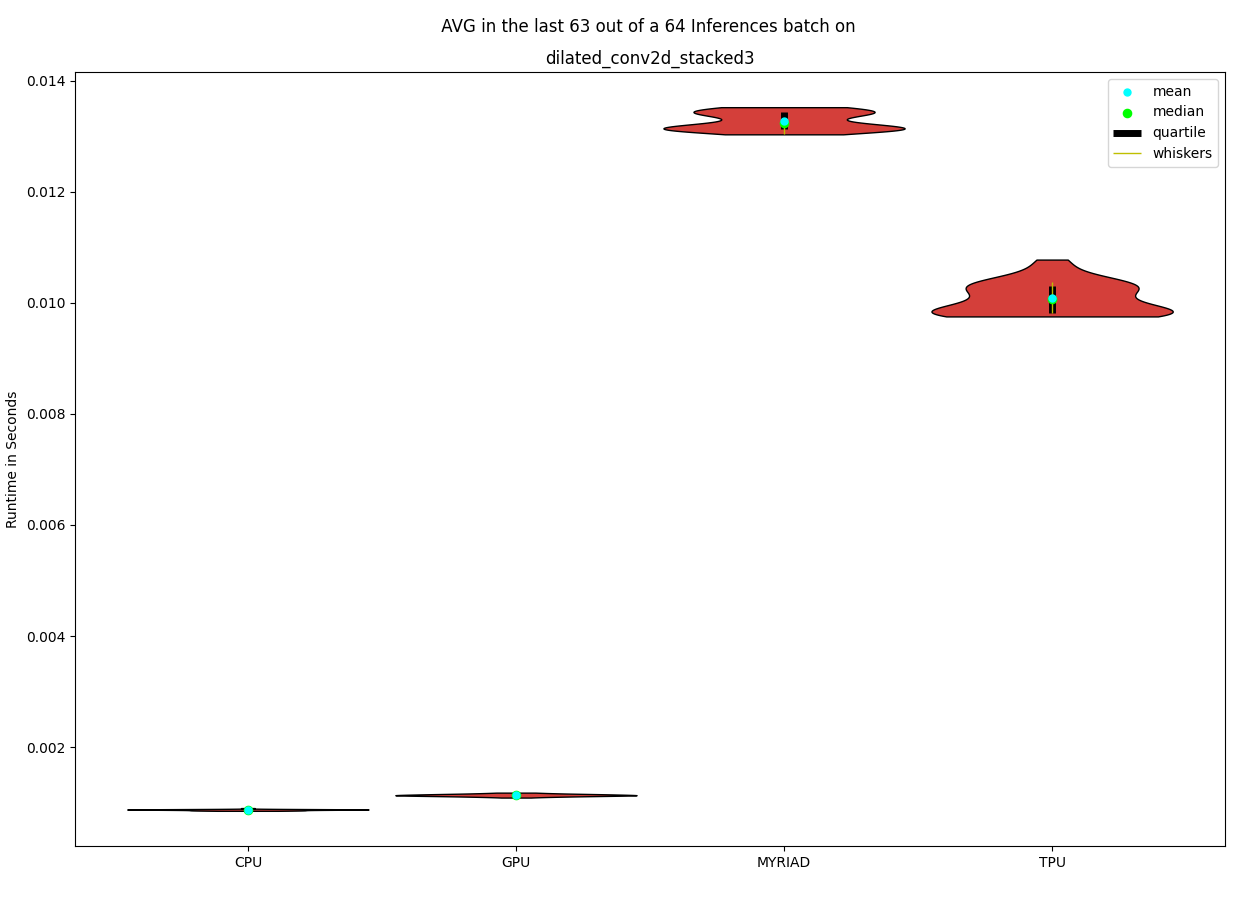 AVG in the last 63 out of a 64 Inferences batch on
dilated_conv2d_stacked3
0.014
0.012
0.010
0.008
0.006
0.004
0.002
Runtime in Seconds
mean
median
quartile
whiskers
CPU
GPU
MYRIAD
TPU